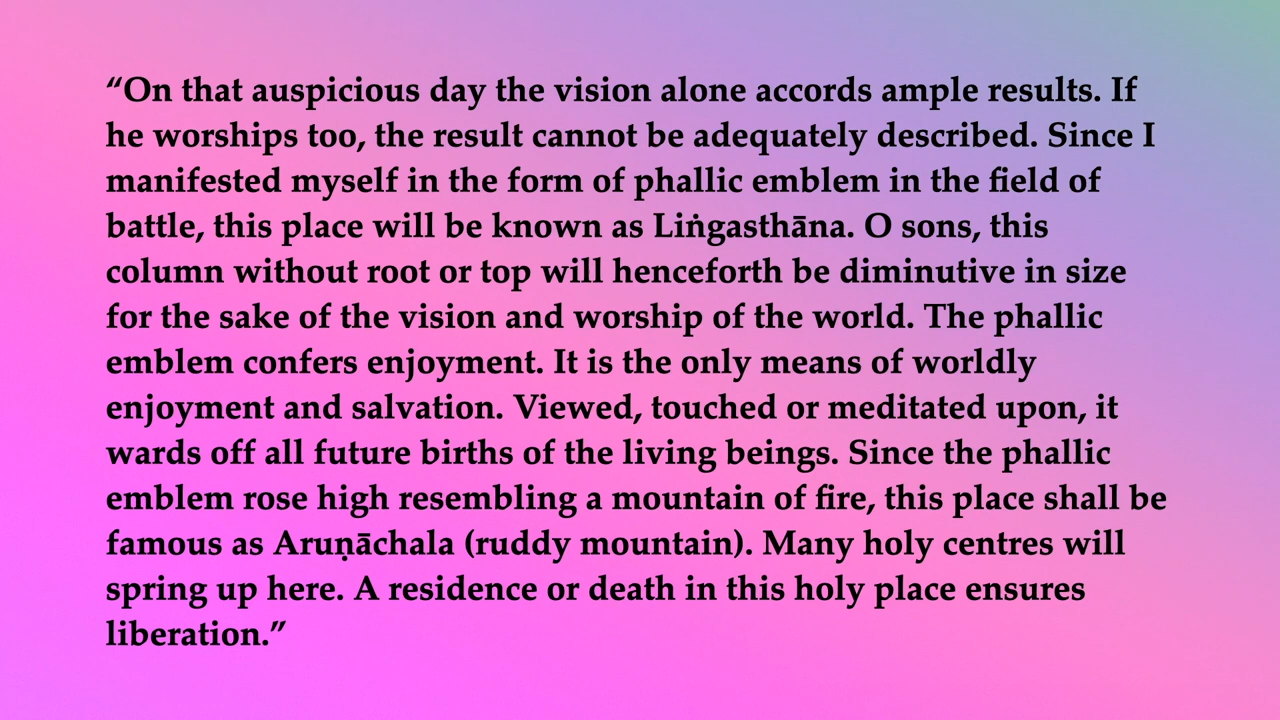 “On that auspicious day the vision alone accords ample results. If
he worships too, the result cannot be adequately described. Since I
manifested myself in the form of phallic emblem in the field of
battle, this place will be known as Liṅgasthāna. O sons, this
column without root or top will henceforth be diminutive in size
for the sake of the vision and worship of the world. The phallic
emblem confers enjoyment. It is the only means of worldly
enjoyment and salvation. Viewed, touched or meditated upon, it
wards off all future births of the living beings. Since the phallic
emblem rose high resembling a mountain of fire, this place shall be
famous as Aruṇāchala (ruddy mountain). Many holy centres will
spring up here. A residence or death in this holy place ensures
liberation.”